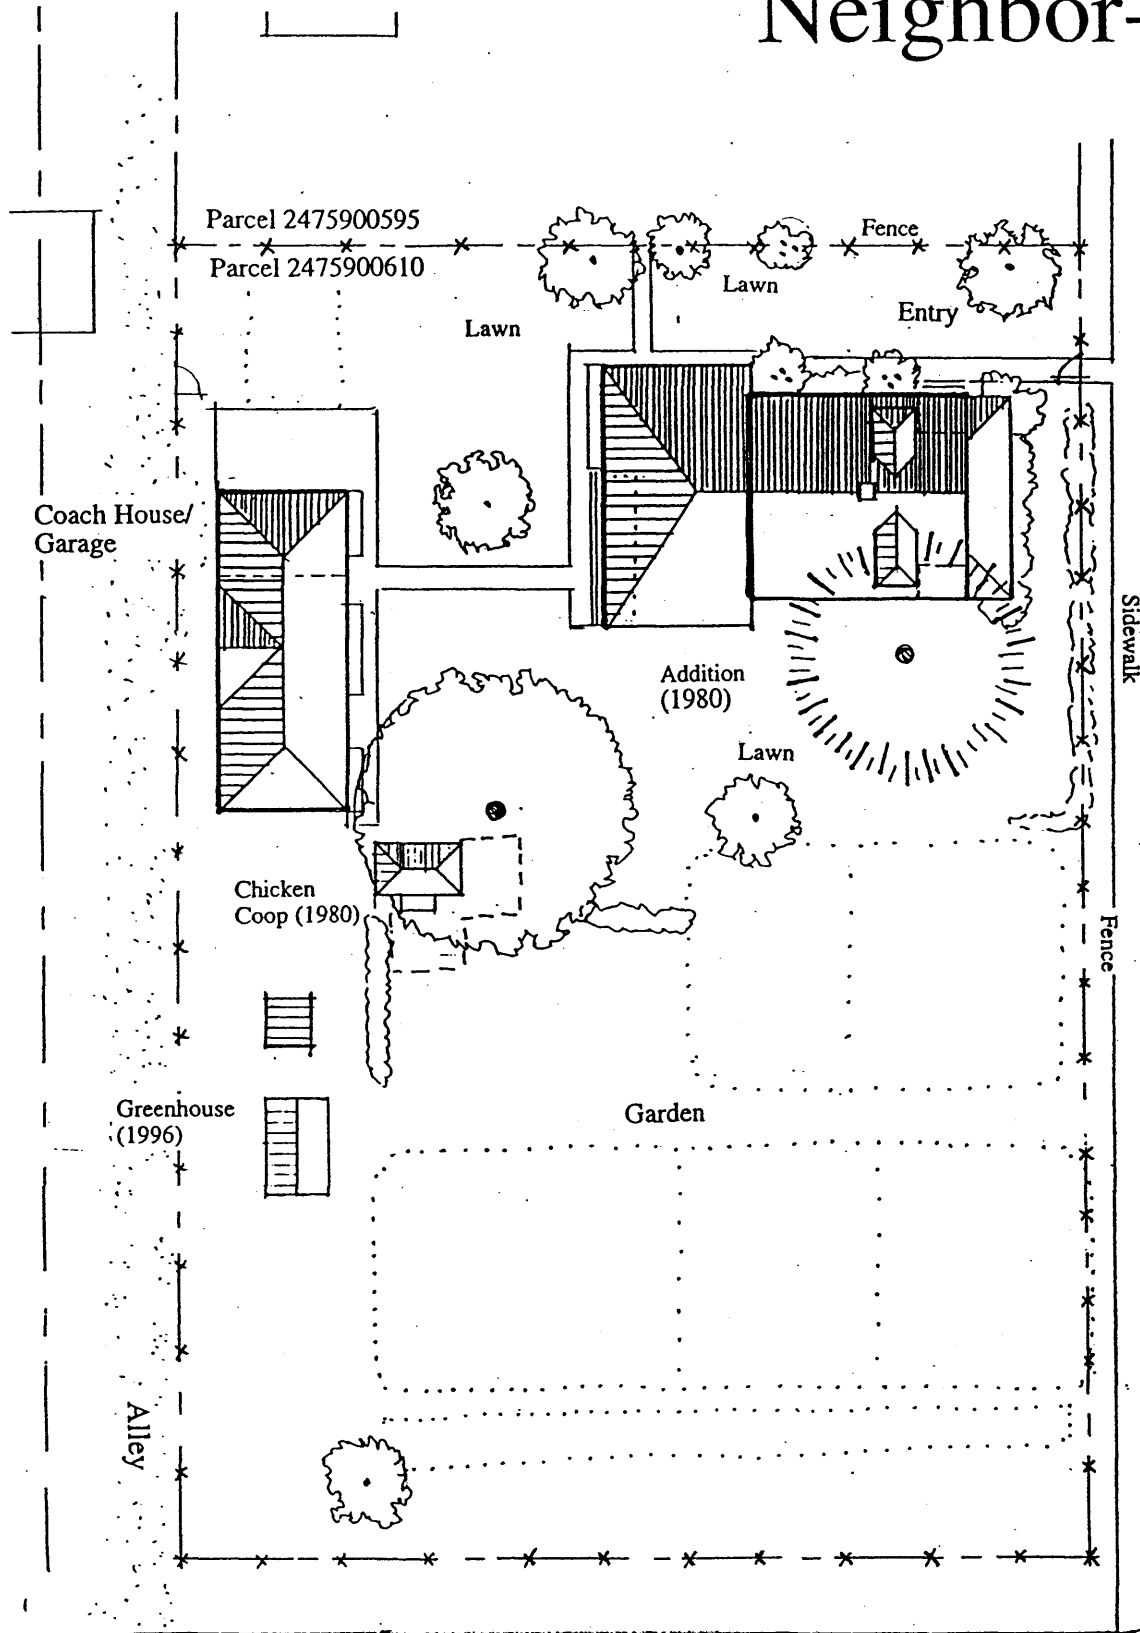 Neighbor-
Parcel 2475900595
Parcel 2475900610
Fence
Lawn
Entry
Lawn
Coach House/
Garage
Sidewalk
Addition
(1980)
Lawn
Chicken
Coop (1980)
Fence
Greenhouse
(1996)
Garden
Alley